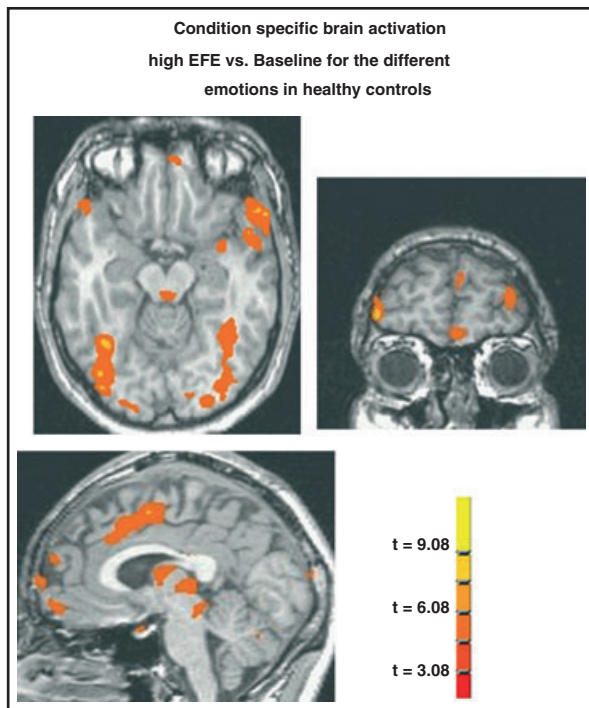 Condition specific brain activation
high EFE vs. Baseline for the different
emotions in healthy controls
t = 9.08
t = 6.08
t = 3.08